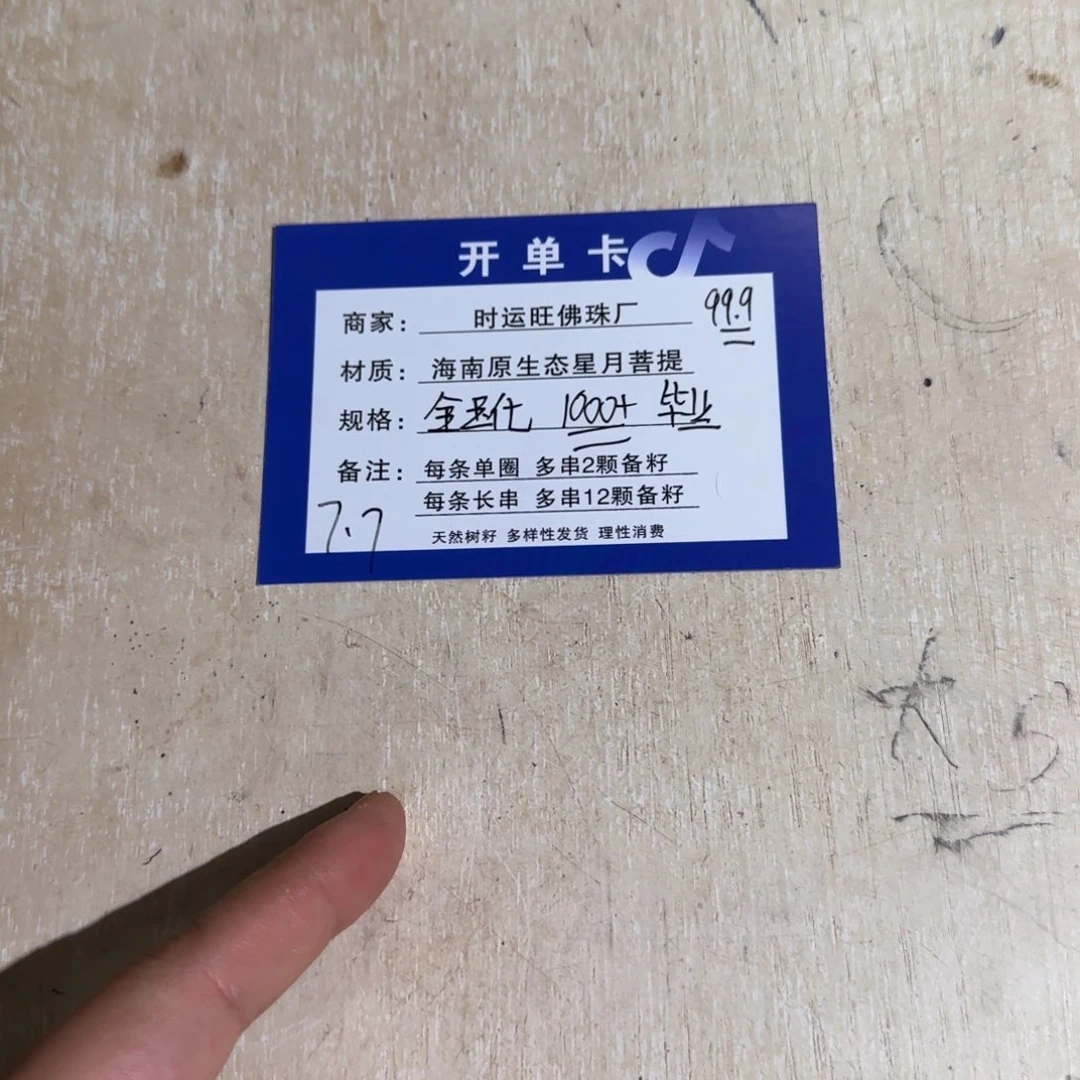 开单卡
商家： 时运旺佛珠厂 99.9
材质： 海南原生态星月菩提
规格： 1000+ 毕业
备注： 每条单圈 多串2颗备籽
每条长串 多串12颗备籽
7.7
天然树籽 多样性发货 理性消费